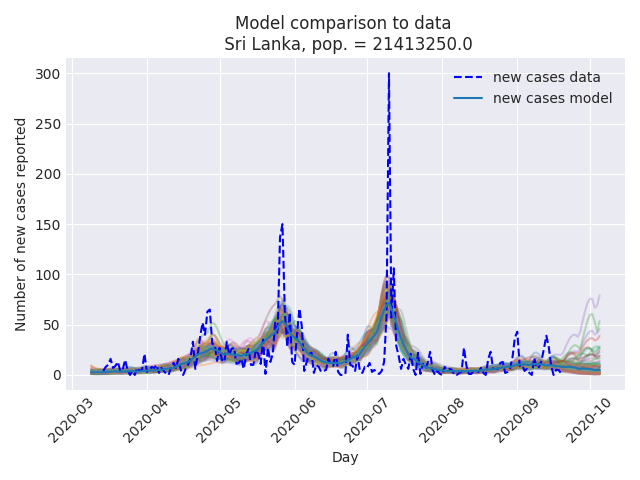 Model comparison to data
Sri Lanka, pop. = 21413250.0
new cases data
new cases model
Number of new cases reported
300
250
200
150
100
50
0
2020-03
2020-04
2020-05
2020-06
2020-07
2020-08
2020-09
2020-10
Day